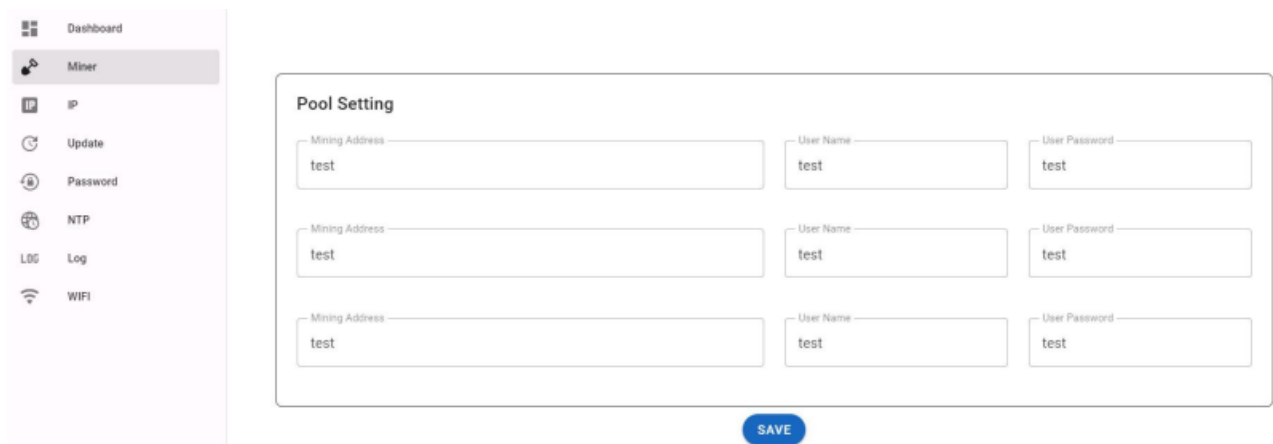 Dashboard
Miner
IP
IP
Update
Password
NTP
LOG
Log
WIFI
Pool Setting
Mining Address
User Name
User Password
test
test
test
Mining Address
User Name
User Password
test
test
test
Mining Address
User Name
User Password
test
test
test
SAVE